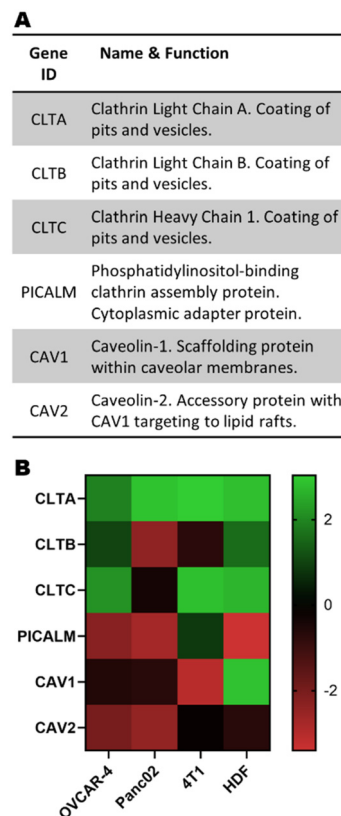 A
Gene Name & Function
ID
CLTA Clathrin Light Chain A. Coating of
pits and vesicles.
CLTB Clathrin Light Chain B. Coating of
pits and vesicles.
CLTC Clathrin Heavy Chain 1. Coating of
pits and vesicles.
PICALM Phosphatidylinositol-binding
clathrin assembly protein.
Cytoplasmic adapter protein.
CAV1 Caveolin-1. Scaffolding protein
within caveolar membranes.
CAV2 Caveolin-2. Accessory protein with
CAV1 targeting to lipid rafts.
B
CLTA
CLTB
CLTC
PICALM
CAV1
CAV2
2
0
-2
OVCAR-4 Panc02 4T1 HDF